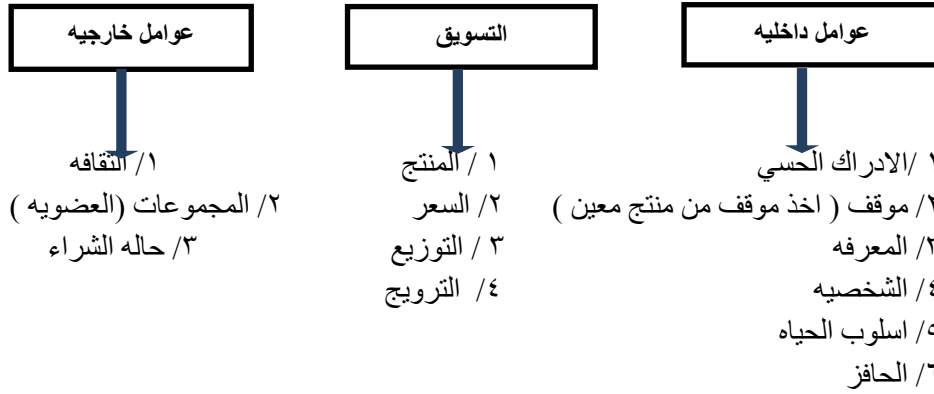 عوامل داخليه
١ /الادراك الحسي
٢/ موقف ( اخذ موقف من منتج معين )
٣/ المعرفه
٤/ الشخصيه
٥/ اسلوب الحياه
٦/ الحافز
التسويق
١ / المنتج
٢/ السعر
٣ / التوزيع
٤/ الترويج
عوامل خارجيه
١/ الثقافه
٢/ المجموعات (العضويه )
٣/ حاله الشراء